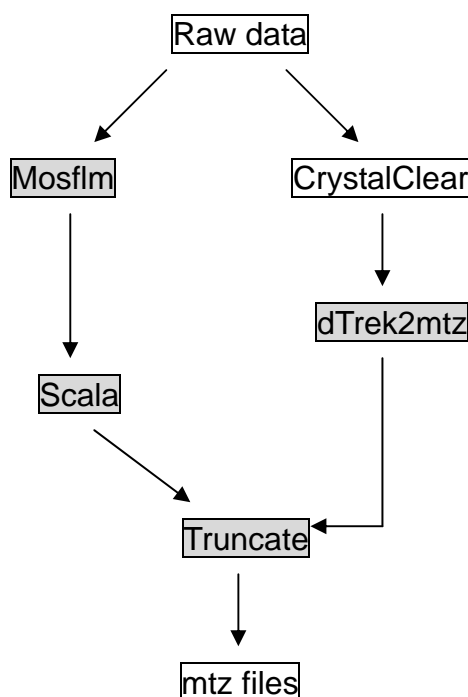 Raw data
Mosflm
CrystalClear
dTrek2mtz
Scala
Truncate
mtz files